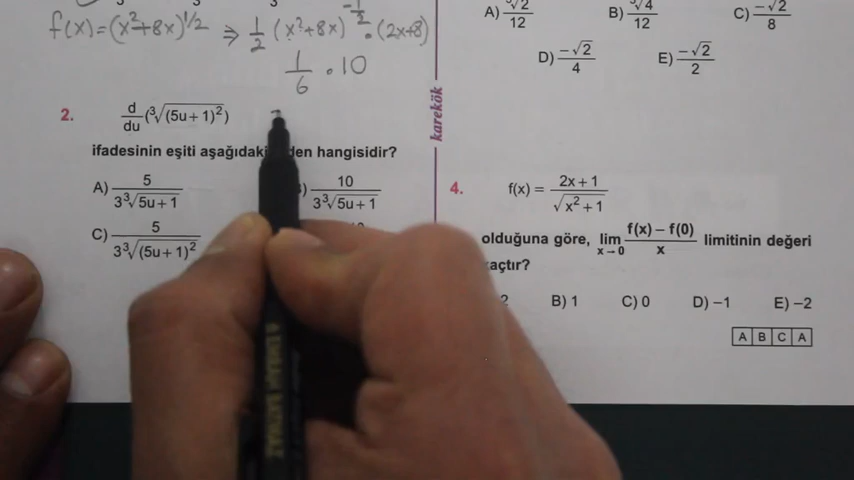 f(x)=(x²+8x)^1/2 ⇒ 1/2 (x²+8x)^-1/2 . (2x+8)
1/6 . 10
2. d/du (∛(5u+1)²)
ifadesinin eşiti aşağıdaki den hangisidir?
A) 5/(3∛5u+1) ) 10/(3∛5u+1)
C) 5/(3∛(5u+1)²)
karekök
A) √2/12 B) √4/12 C) -√2/8
D) -√2/4 E) -√2/2
4. f(x) = (2x+1)/√(x²+1)
olduğuna göre, lim x→0 (f(x) – f(0))/x limitinin değeri
kaçtır?
2 B) 1 C) 0 D) –1 E) –2
A B C A